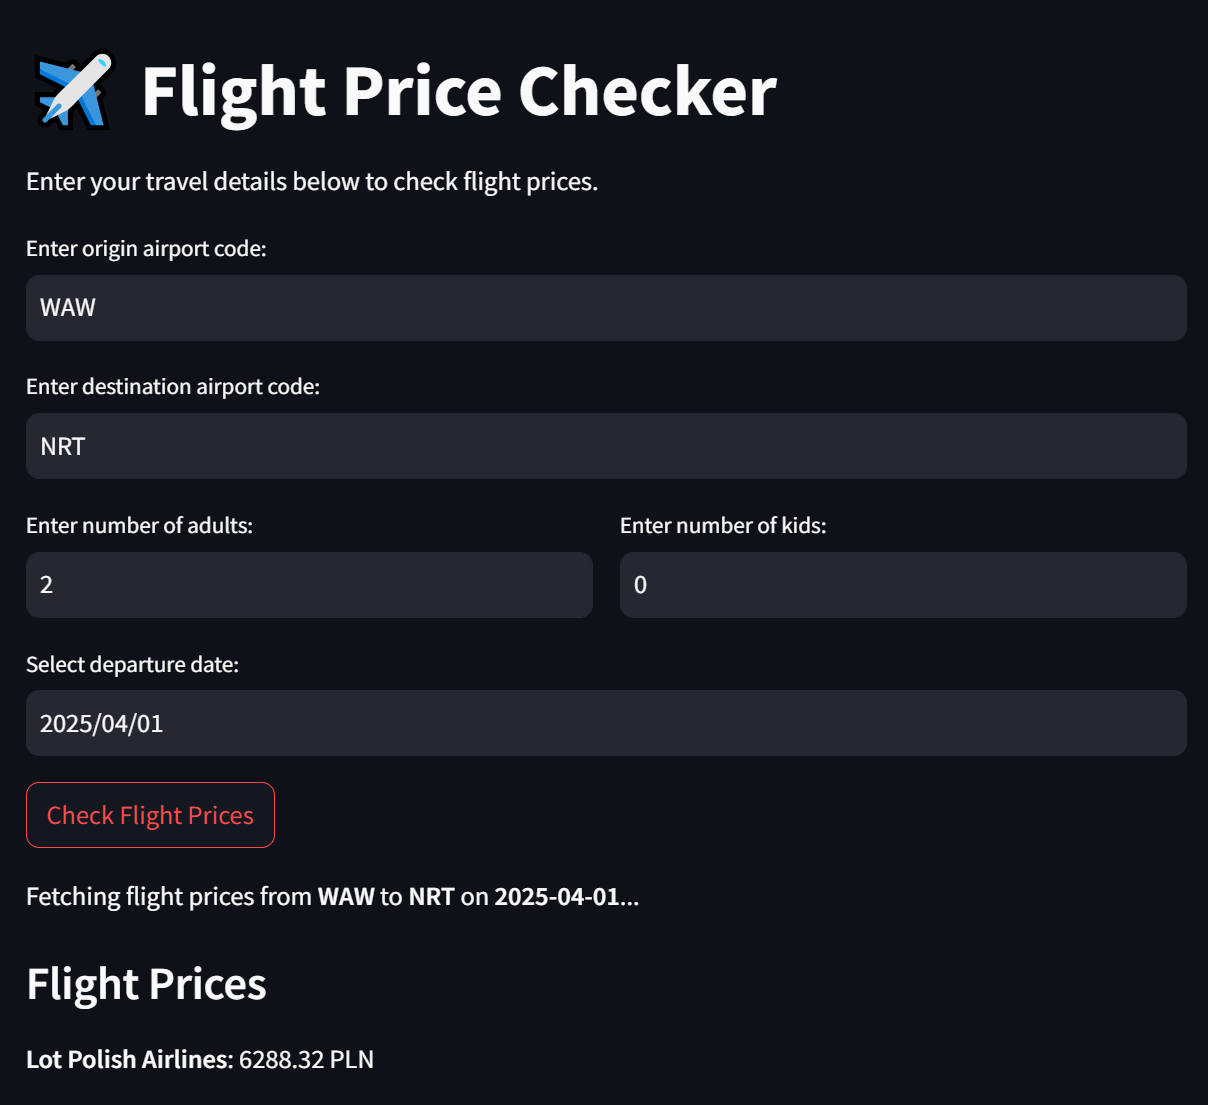 Flight Price Checker
Enter your travel details below to check flight prices.
Enter origin airport code:
WAW
Enter destination airport code:
NRT
Enter number of adults:
2
Enter number of kids:
0
Select departure date:
2025/04/01
Check Flight Prices
Fetching flight prices from WAW to NRT on 2025-04-01...
Flight Prices
Lot Polish Airlines: 6288.32 PLN